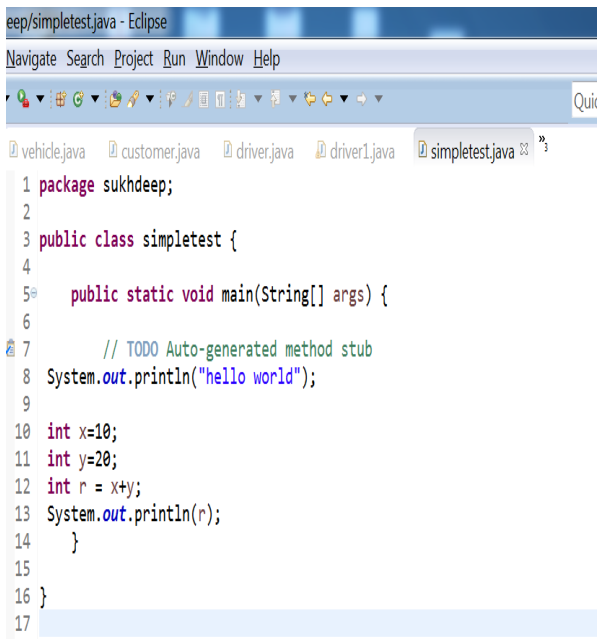 eep/simpletest.java - Eclipse
Navigate Search Project Run Window Help
Quic
vehicle.java customer.java driver.java driver1.java simpletest.java »3
1 package sukhdeep;
2
3 public class simpletest {
4
5 public static void main(String[] args) {
6
7 // TODO Auto-generated method stub
8 System.out.println("hello world");
9
10 int x=10;
11 int y=20;
12 int r = x+y;
13 System.out.println(r);
14 }
15
16 }
17